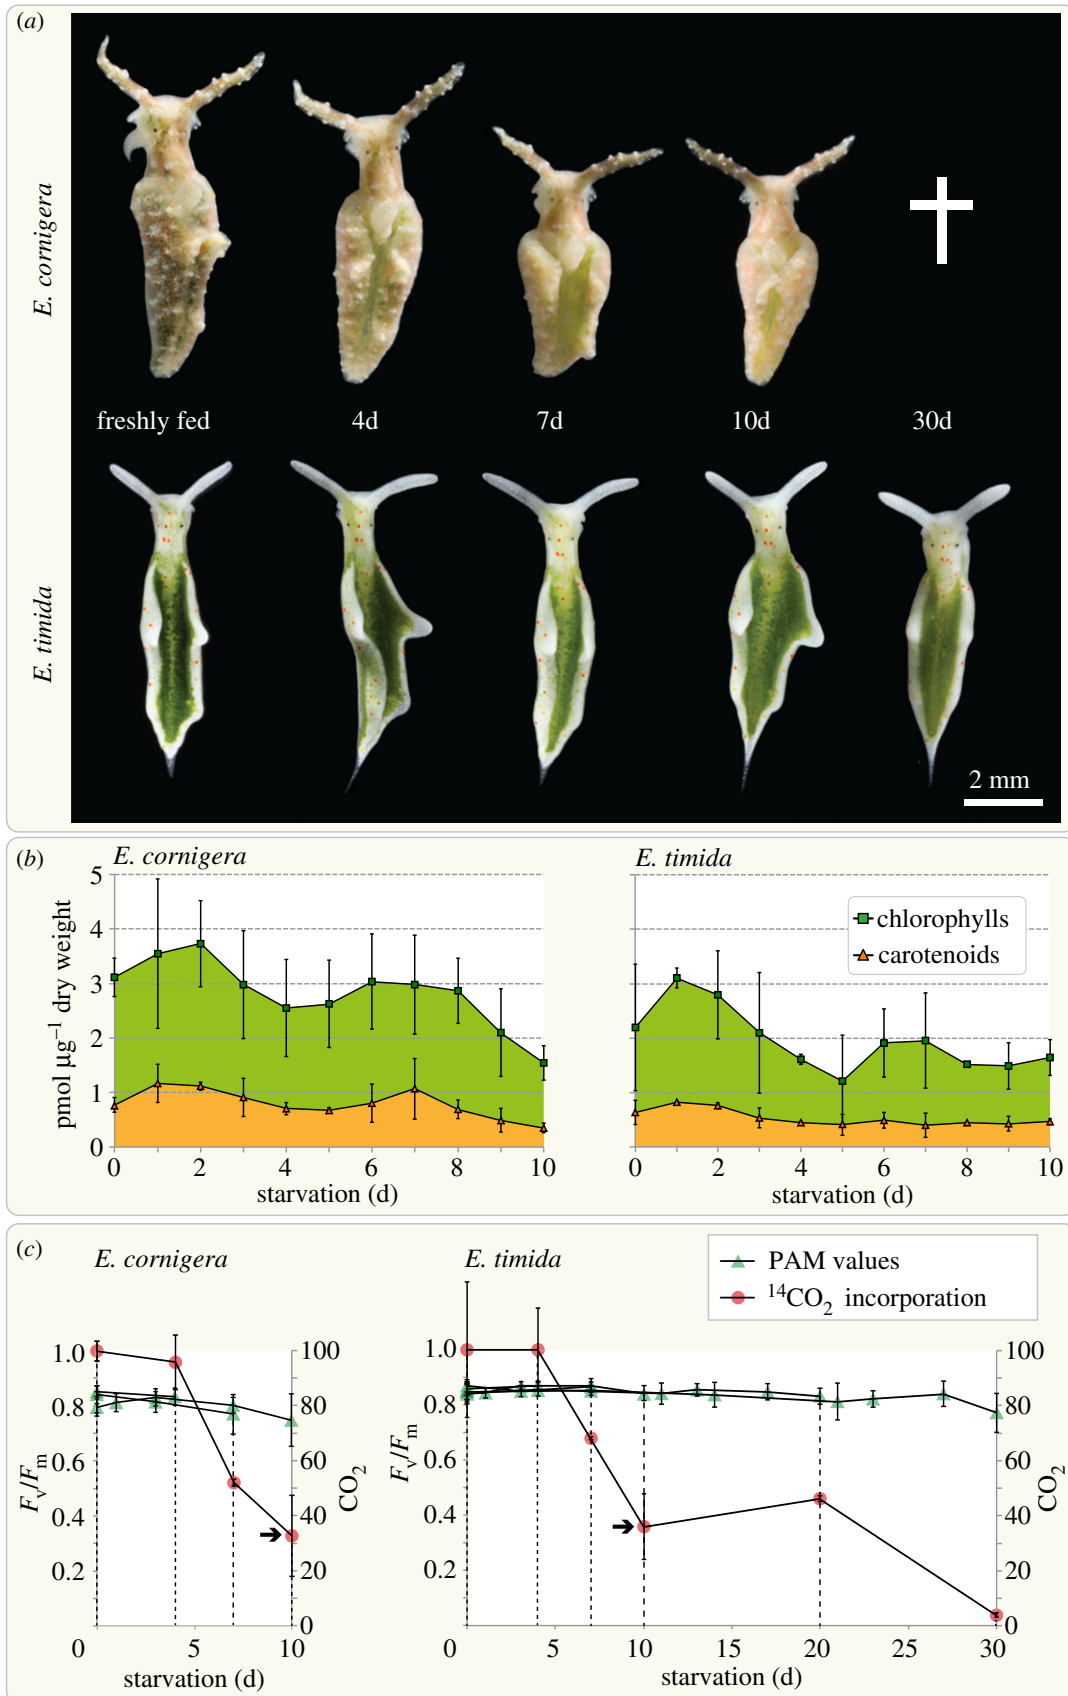 (a)
E. cornigera
freshly fed 4d 7d 10d 30d
E. timida
2 mm
(b) E. cornigera E. timida
pmol µg⁻¹ dry weight
5
4
3
2
1
0
chlorophylls
carotenoids
0 2 4 6 8 10 0 2 4 6 8 10
starvation (d) starvation (d)
(c) E. cornigera E. timida
PAM values
¹⁴CO₂ incorporation
1.0 100 1.0 100
0.8 80 0.8 80
0.6 60 0.6 60
0.4 40 0.4 40
0.2 20 0.2 20
0 0
Fv/Fm CO₂ Fv/Fm CO₂
0 5 10 0 5 10 15 20 25 30
starvation (d) starvation (d)